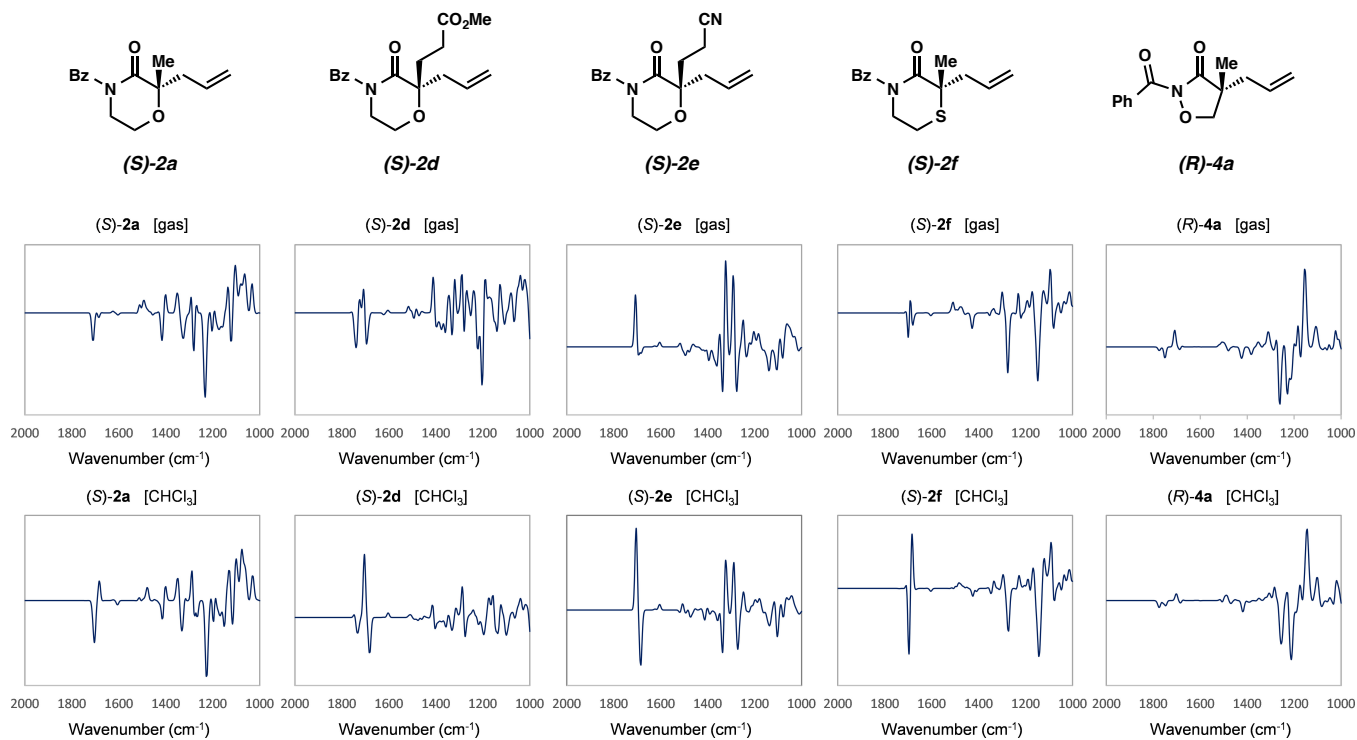 CO₂Me
CN
O
Me
Bz
N
O
O
Bz
N
O
O
Bz
N
O
O
Me
Bz
N
S
O
O
Me
Ph
N
O
(S)-2a
(S)-2d
(S)-2e
(S)-2f
(R)-4a
(S)-2a [gas]
(S)-2d [gas]
(S)-2e [gas]
(S)-2f [gas]
(R)-4a [gas]
2000 1800 1600 1400 1200 1000
2000 1800 1600 1400 1200 1000
2000 1800 1600 1400 1200 1000
2000 1800 1600 1400 1200 1000
2000 1800 1600 1400 1200 1000
Wavenumber (cm⁻¹)
Wavenumber (cm⁻¹)
Wavenumber (cm⁻¹)
Wavenumber (cm⁻¹)
Wavenumber (cm⁻¹)
(S)-2a [CHCl₃]
(S)-2d [CHCl₃]
(S)-2e [CHCl₃]
(S)-2f [CHCl₃]
(R)-4a [CHCl₃]
2000 1800 1600 1400 1200 1000
2000 1800 1600 1400 1200 1000
2000 1800 1600 1400 1200 1000
2000 1800 1600 1400 1200 1000
2000 1800 1600 1400 1200 1000
Wavenumber (cm⁻¹)
Wavenumber (cm⁻¹)
Wavenumber (cm⁻¹)
Wavenumber (cm⁻¹)
Wavenumber (cm⁻¹)